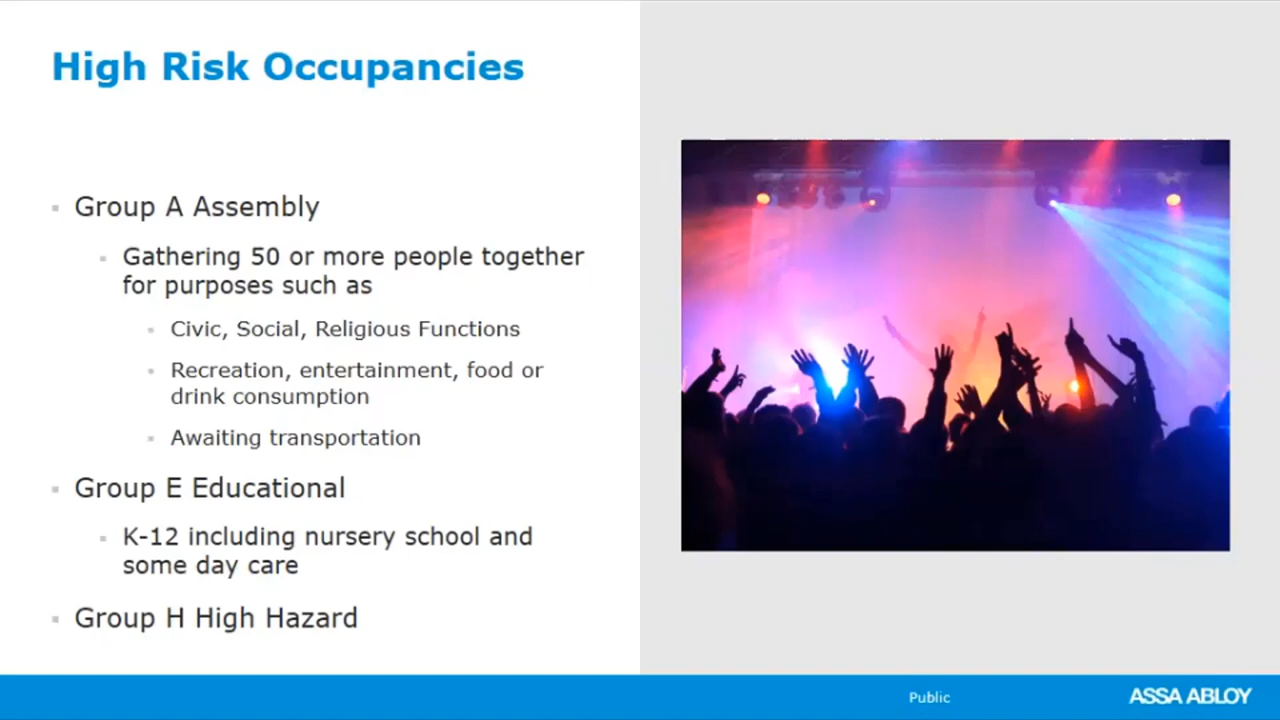 High Risk Occupancies
Group A Assembly
Gathering 50 or more people together
for purposes such as
Civic, Social, Religious Functions
Recreation, entertainment, food or
drink consumption
Awaiting transportation
Group E Educational
K-12 including nursery school and
some day care
Group H High Hazard
Public
ASSA ABLOY